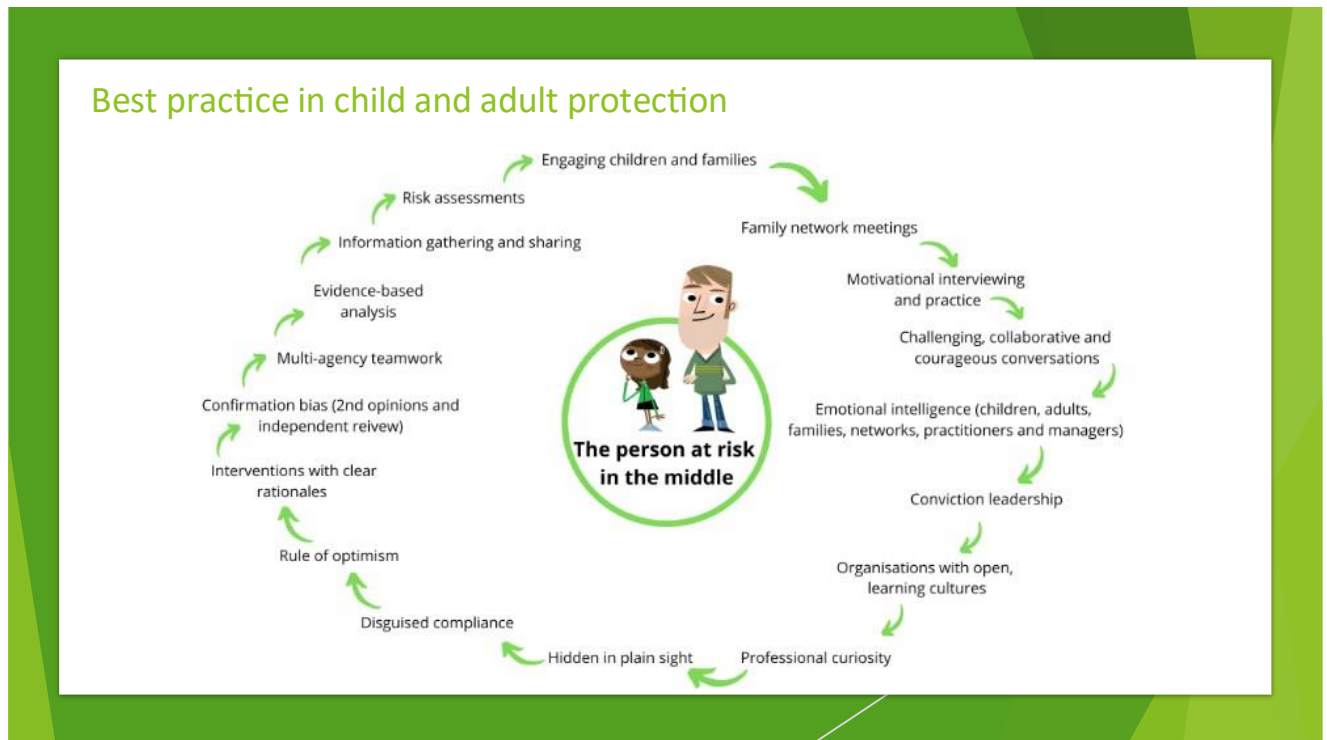 Best practice in child and adult protection
Engaging children and families
Family network meetings
Motivational interviewing
and practice
Challenging, collaborative and
courageous conversations
Emotional intelligence (children, adults,
families, networks, practitioners and managers)
Conviction leadership
Organisations with open,
learning cultures
Professional curiosity
Hidden in plain sight
Disguised compliance
Rule of optimism
Interventions with clear
rationales
Confirmation bias (2nd opinions and
independent reivew)
Multi-agency teamwork
Evidence-based
analysis
Information gathering and sharing
Risk assessments
The person at risk
in the middle